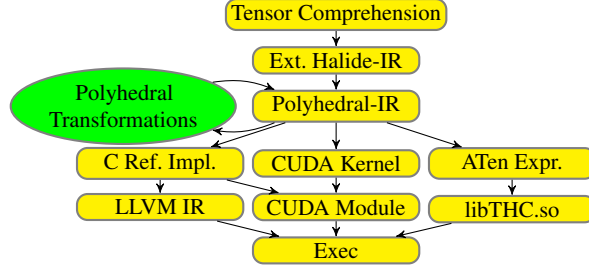 Tensor Comprehension
Ext. Halide-IR
Polyhedral
Transformations
Polyhedral-IR
C Ref. Impl.
CUDA Kernel
ATen Expr.
LLVM IR
CUDA Module
libTHC.so
Exec